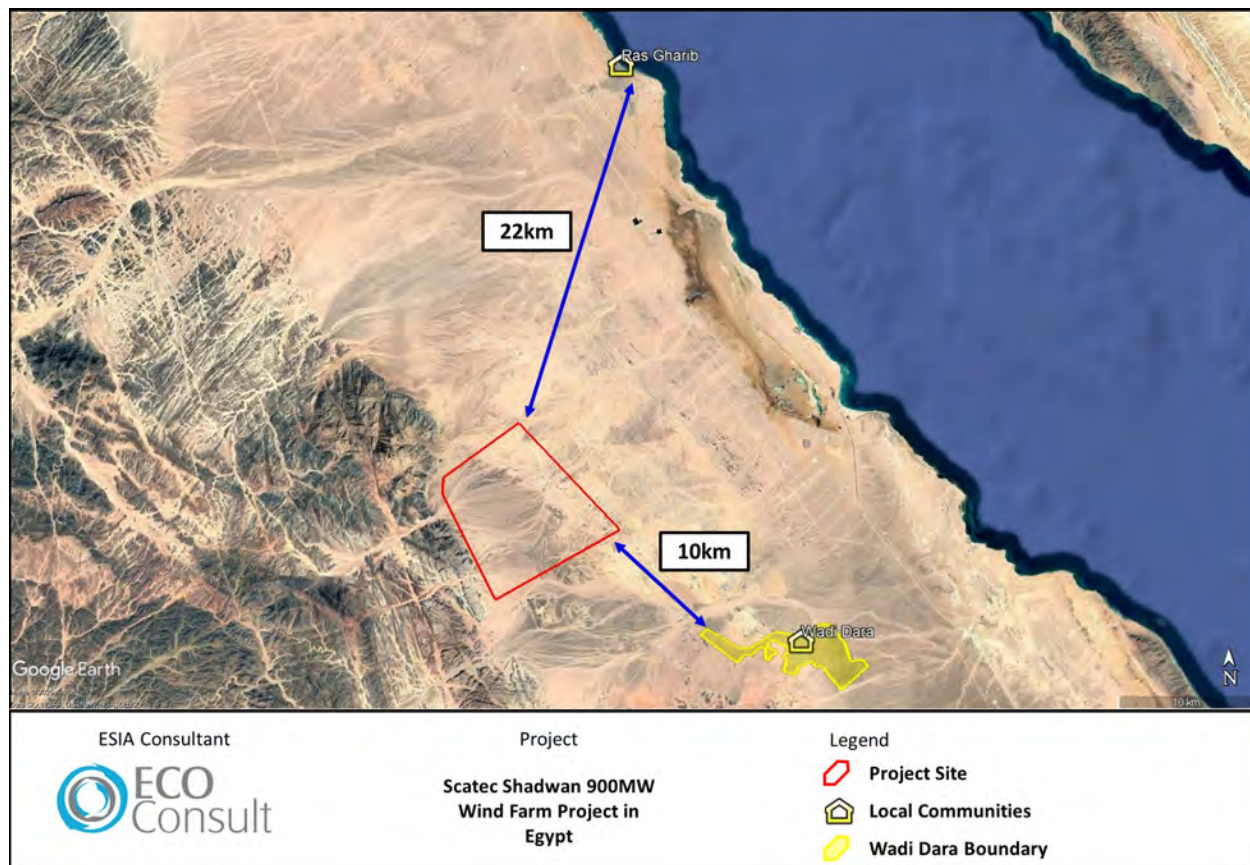 Ras Gharib
22km
10km
Wadi Dara
Google Earth
N
10 km
ESIA Consultant
ECO
Consult
Project
Scatec Shadwan 900MW
Wind Farm Project in
Egypt
Legend
Project Site
Local Communities
Wadi Dara Boundary